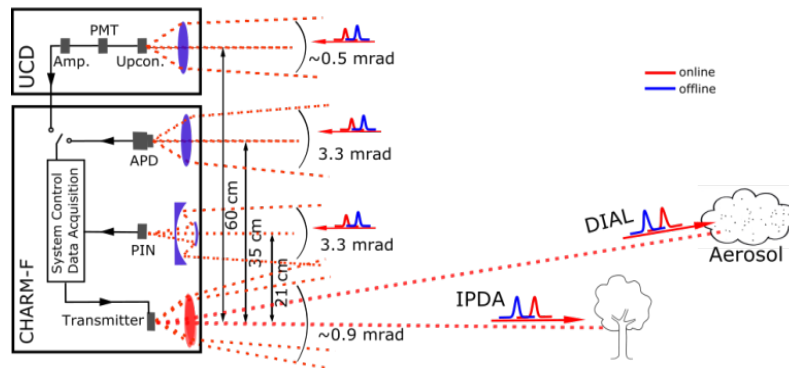 UCD
PMT
Amp.
Upcon.
~0.5 mrad
online
offline
CHARM-F
System Control
Data Acquisition
APD
3.3 mrad
60 cm
35 cm
21 cm
PIN
3.3 mrad
DIAL
Aerosol
IPDA
Transmitter
~0.9 mrad